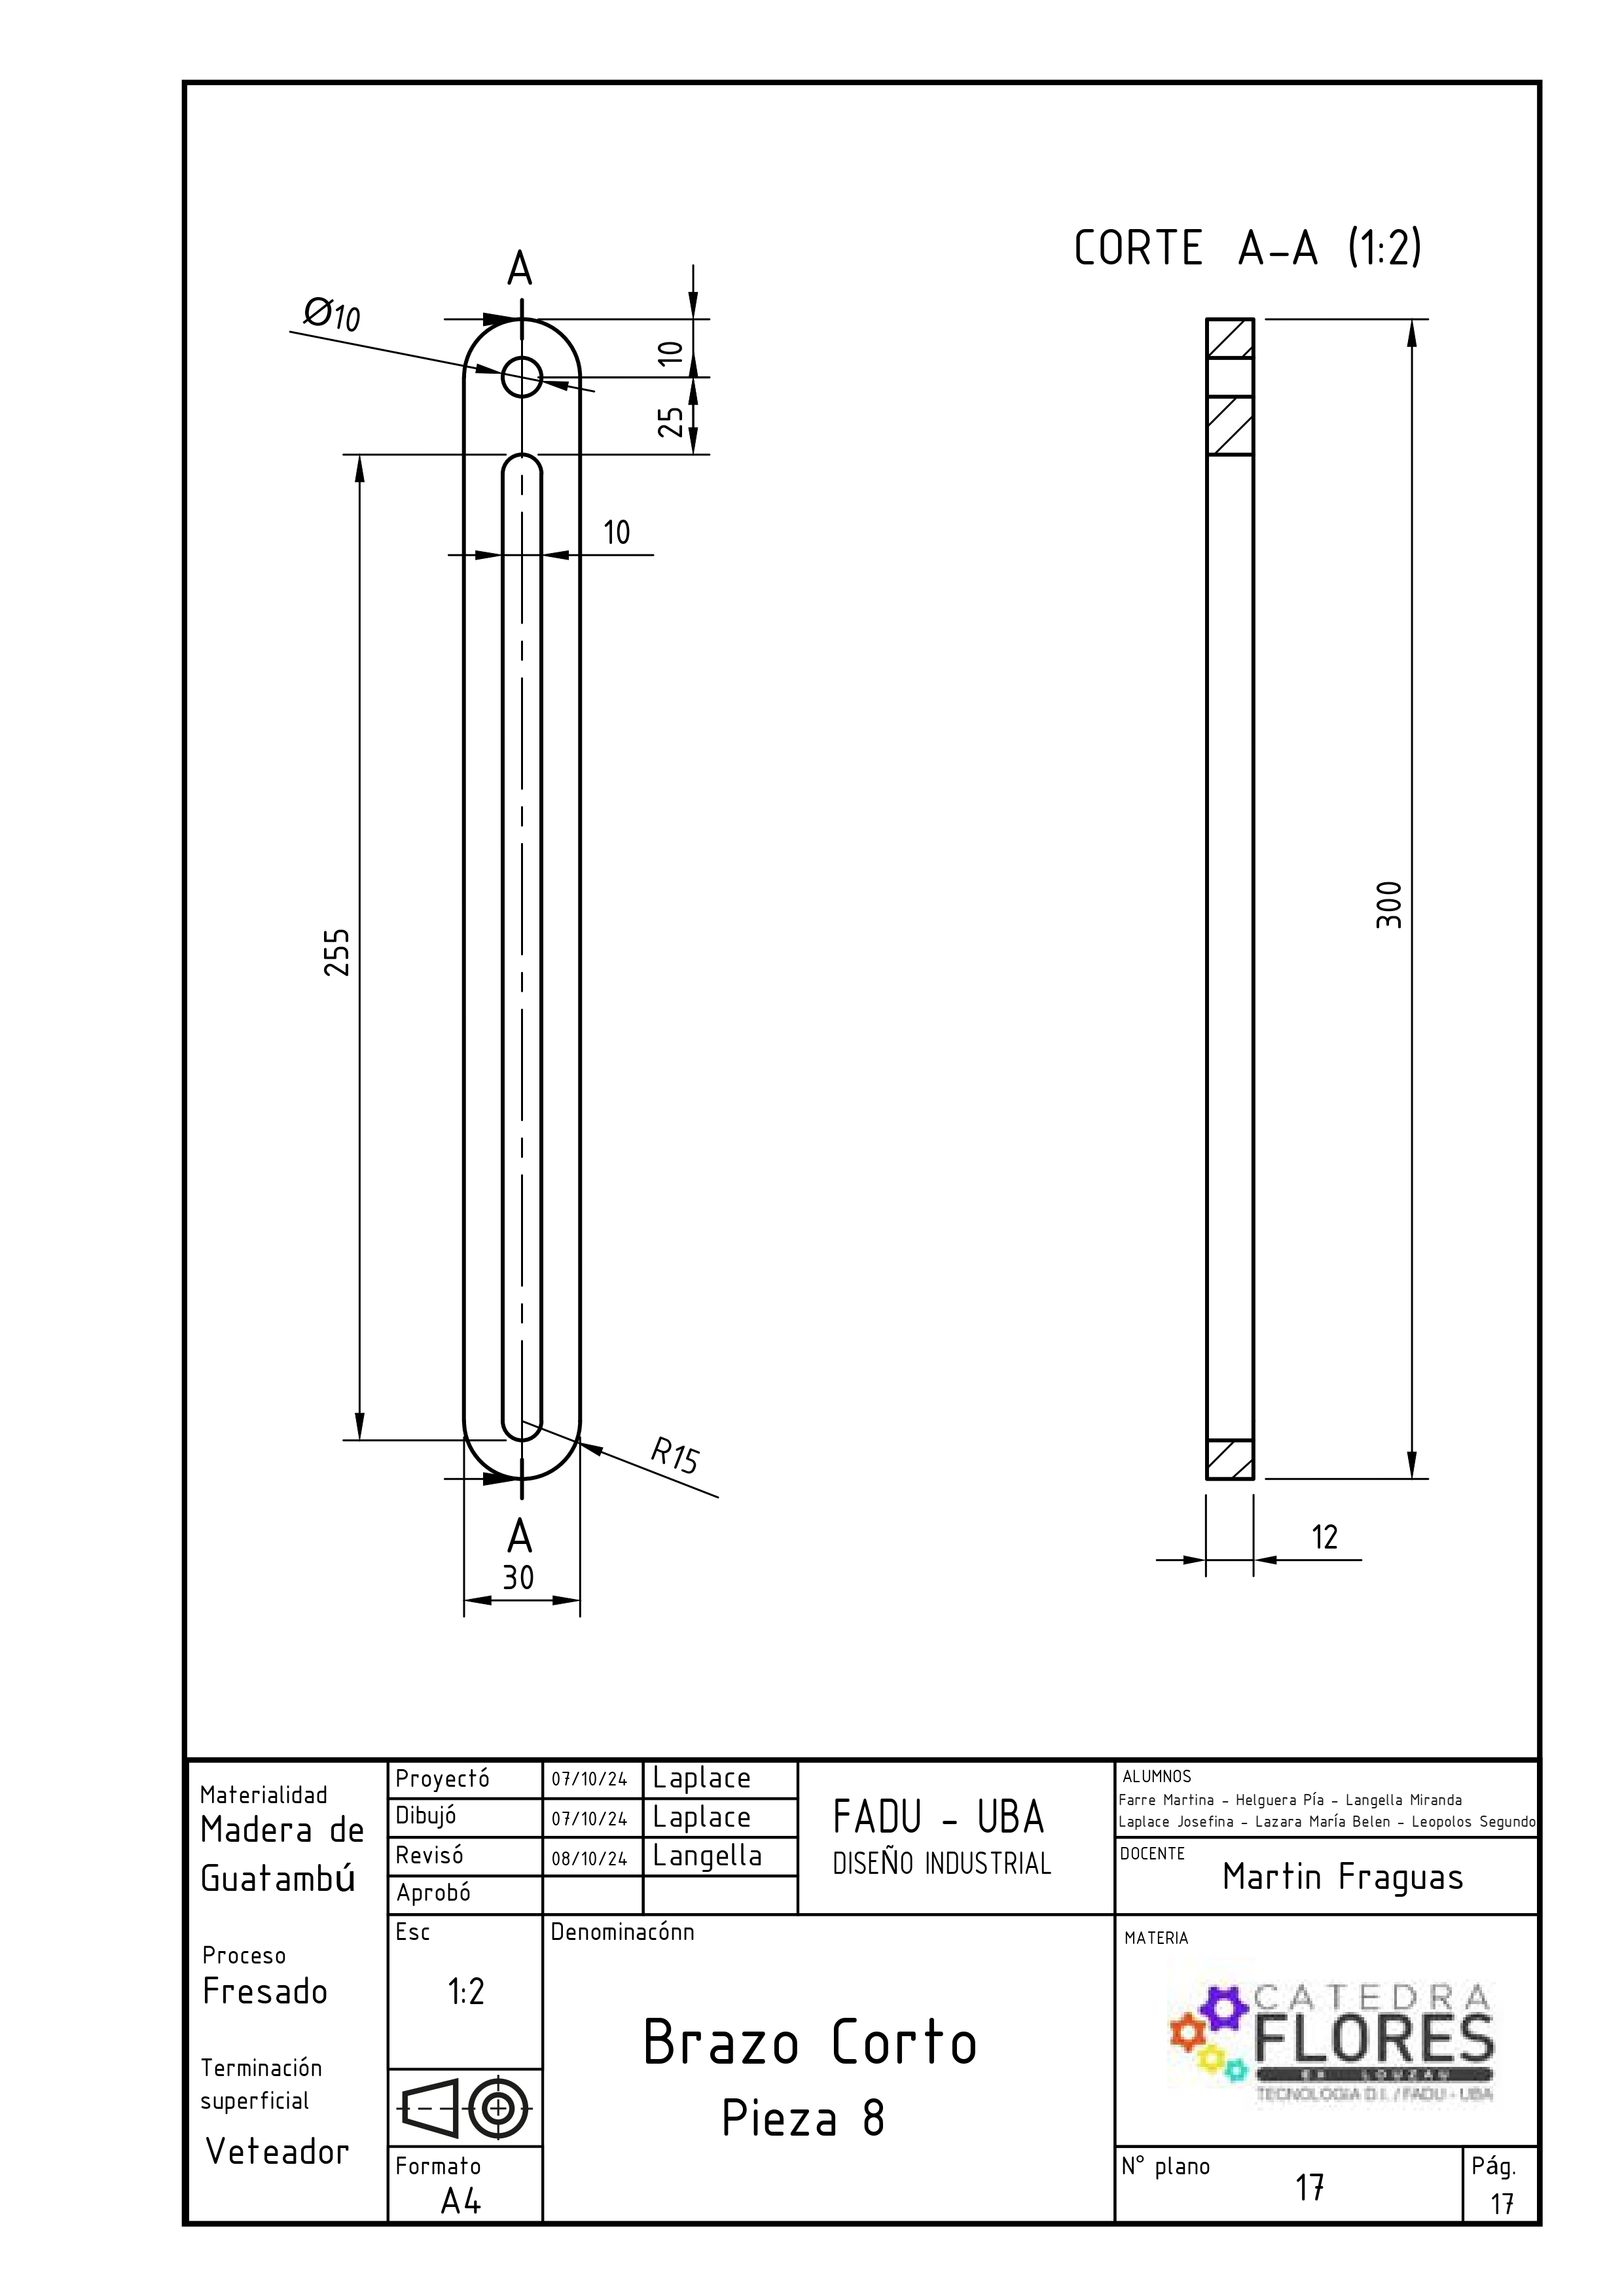 CORTE A-A (1:2)
A
Ø10
10
25
10
255
300
R15
A
30
12
Materialidad
Madera de
Guatambú
Proceso
Fresado
Terminación
superficial
Veteador
Proyectó 07/10/24 Laplace
Dibujó 07/10/24 Laplace
Revisó 08/10/24 Langella
Aprobó
Esc
1:2
Formato
A4
FADU - UBA
DISEÑO INDUSTRIAL
Denominacónn
Brazo Corto
Pieza 8
ALUMNOS
Farre Martina - Helguera Pía - Langella Miranda
Laplace Josefina - Lazara María Belen - Leopolos Segundo
DOCENTE
Martin Fraguas
MATERIA
CATEDRA
FLORES
EX LOUZAU
TECNOLOGIA D.I. / FADU - UBA
N° plano
17
Pág.
17